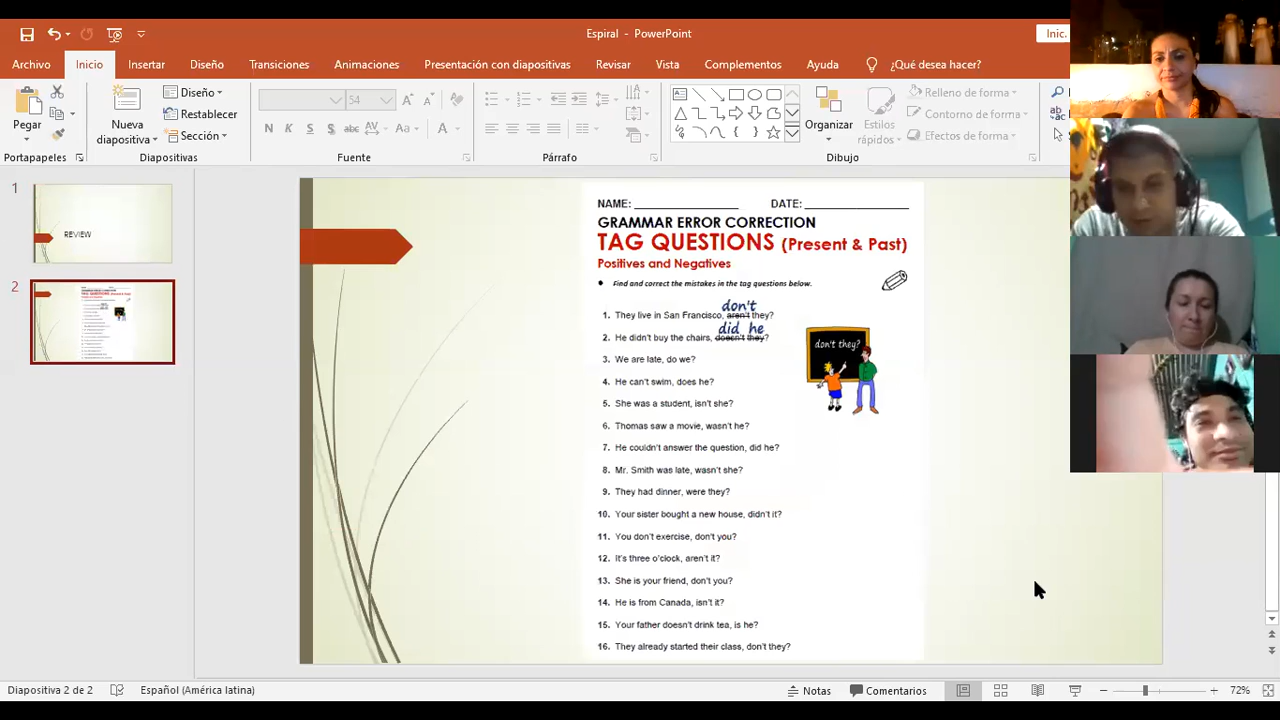 Espiral - PowerPoint
Inic.
Archivo Inicio Insertar Diseño Transiciones Animaciones Presentación con diapositivas Revisar Vista Complementos Ayuda ¿Qué desea hacer?
Pegar
Nueva diapositiva
Diseño
Restablecer
Sección
54
N K S abc AV Aa A
Organizar
Estilos rápidos
Relleno de forma
Contorno de forma
Efectos de forma
Portapapeles Diapositivas Fuente Párrafo Dibujo
1
REVIEW
2
NAME: DATE:
GRAMMAR ERROR CORRECTION
TAG QUESTIONS (Present & Past)
Positives and Negatives
Find and correct the mistakes in the tag questions below.
don't
1. They live in San Francisco, aren't they?
did he
2. He didn't buy the chairs, doesn't they?
don't they?
3. We are late, do we?
4. He can't swim, does he?
5. She was a student, isn't she?
6. Thomas saw a movie, wasn't he?
7. He couldn't answer the question, did he?
8. Mr. Smith was late, wasn't she?
9. They had dinner, were they?
10. Your sister bought a new house, didn't it?
11. You don't exercise, don't you?
12. It's three o'clock, aren't it?
13. She is your friend, don't you?
14. He is from Canada, isn't it?
15. Your father doesn't drink tea, is he?
16. They already started their class, don't they?
Diapositiva 2 de 2 Español (América latina) Notas Comentarios 72%